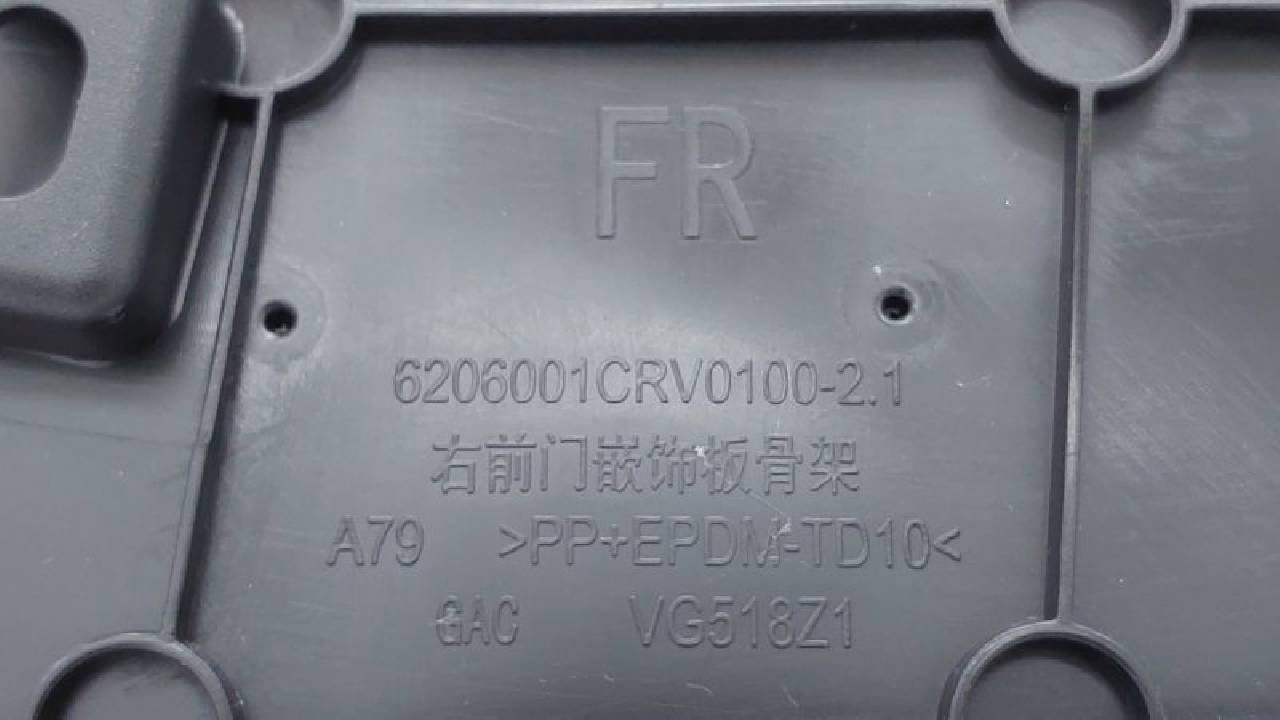 FR
6206001CRV0100-2.1
右前门嵌饰板骨架
A79 >PP+EPDM-TD10<
GAC VG518Z1